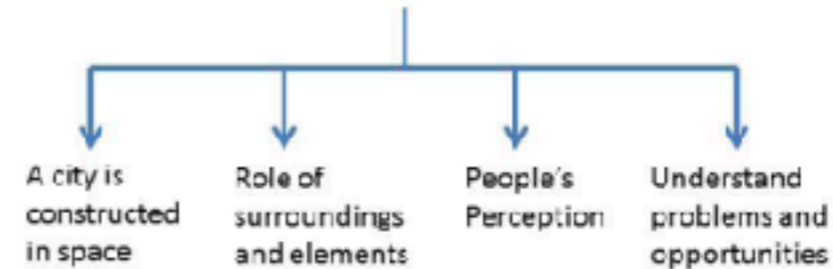 A city is
constructed
in space
Role of
surroundings
and elements
People's
Perception
Understand
problems and
opportunities